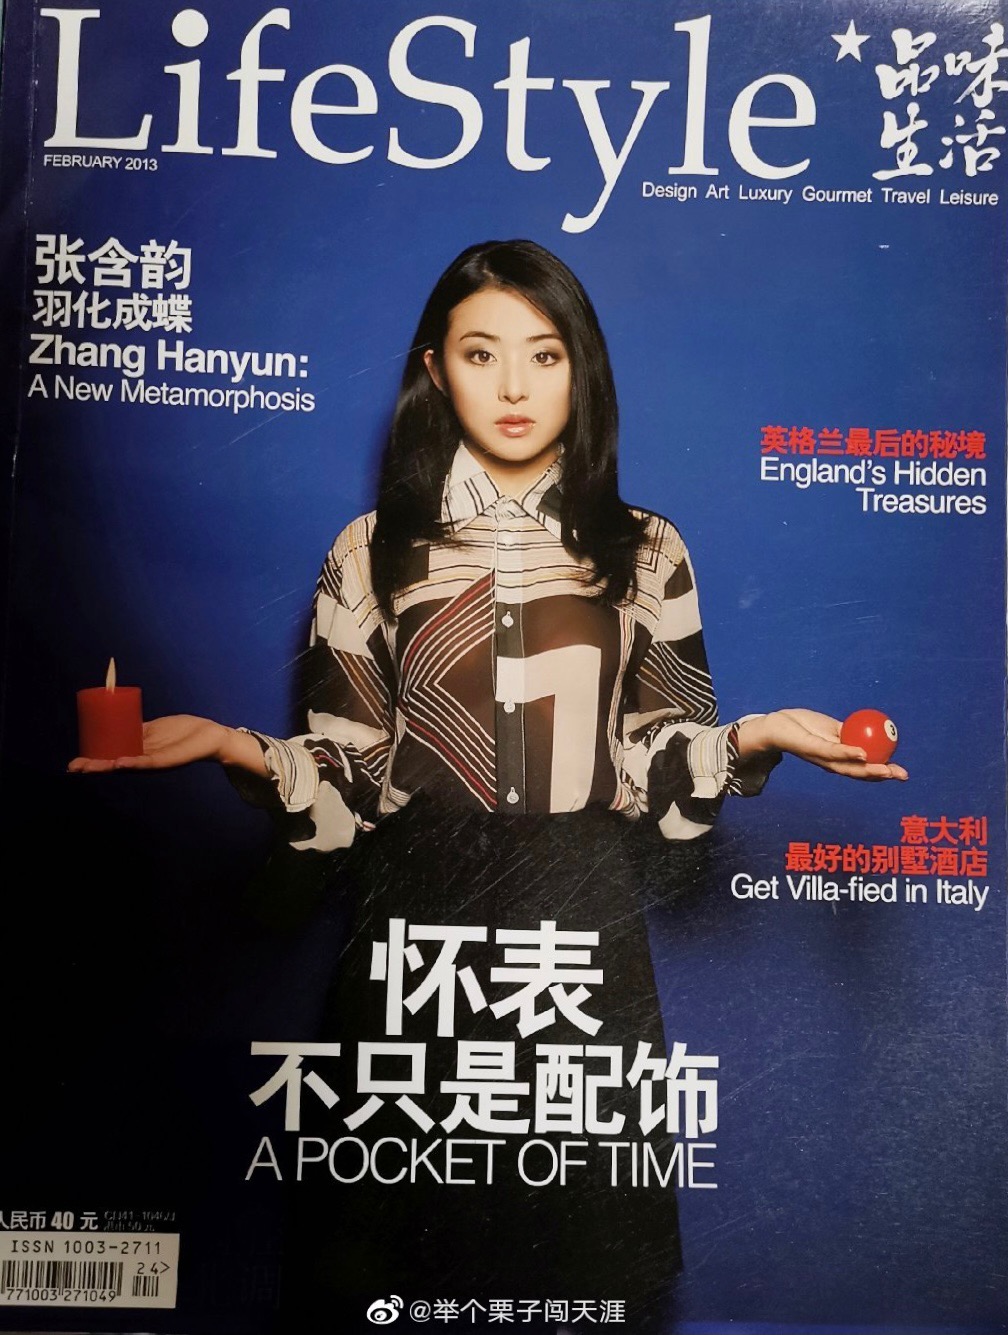 LifeStyle
品味
生活
FEBRUARY 2013
Design Art Luxury Gourmet Travel Leisure
张含韵
羽化成蝶
Zhang Hanyun:
A New Metamorphosis
英格兰最后的秘境
England's Hidden
Treasures
3
意大利
最好的别墅酒店
Get Villa-fied in Italy
怀表
不只是配饰
A POCKET OF TIME
人民币 40 元
ISSN 1003-2711
24>
771003 271049
@举个栗子闯天涯